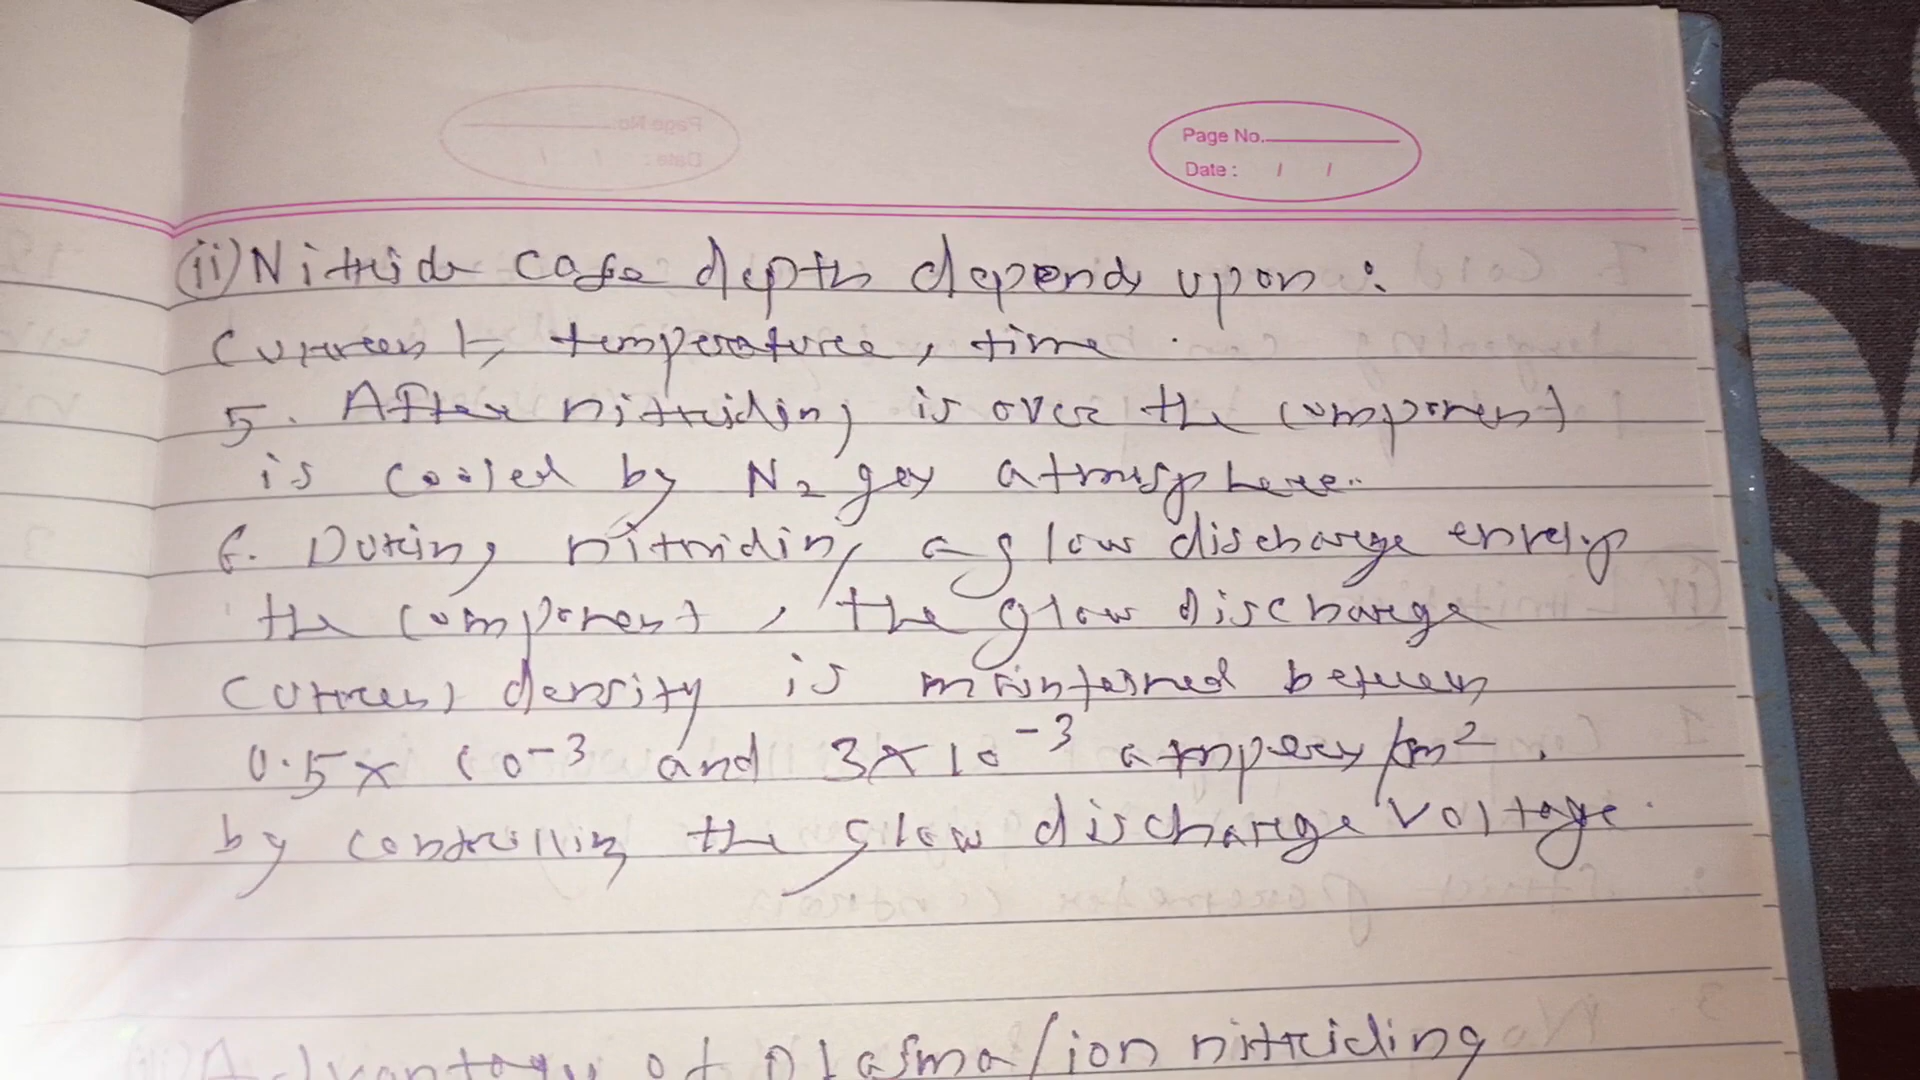 Page No.
Date : / /
(ii) Nitride case depth depends upon :
Current, temperature, time .
5. After nitriding is over the component
is cooled by N2 gas atmosphere.
6. During nitriding a glow discharge envelop
the component, the glow discharge
current density is maintained between
0.5 x 10^-3 and 3 x 10^-3 amperes/cm²
by controlling the glow discharge voltage.
(iii) Advantages of plasma/ion nitriding